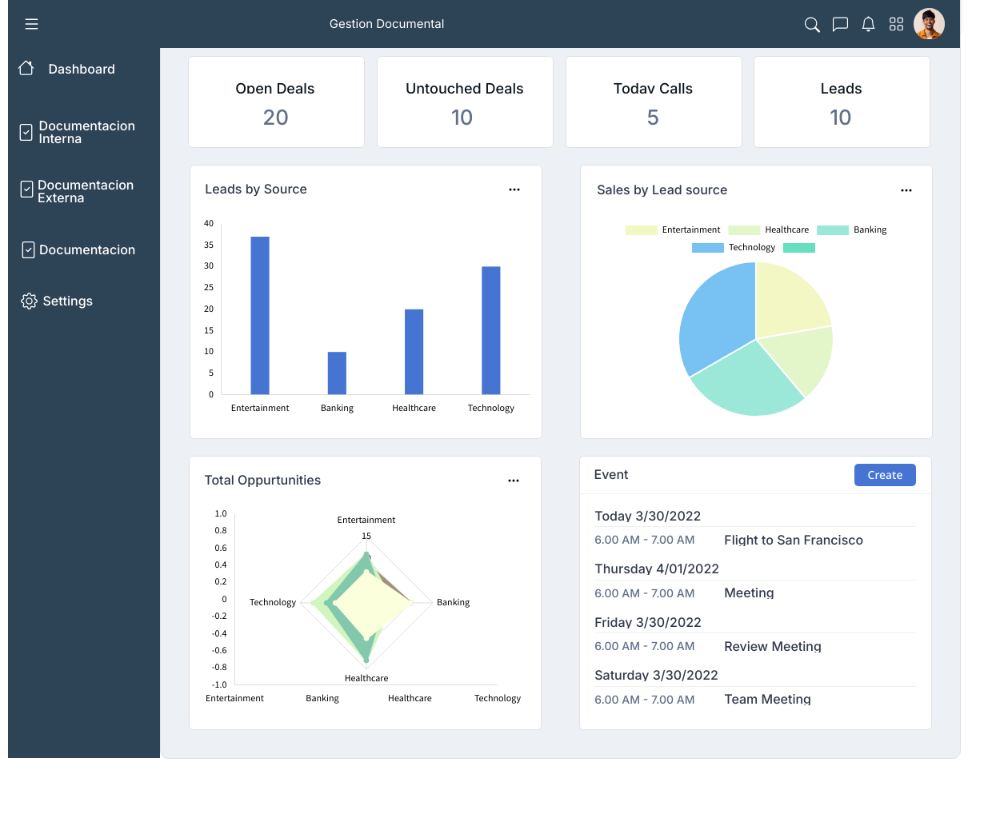 Gestion Documental
Dashboard
Documentacion
Interna
Documentacion
Externa
Documentacion
Settings
Open Deals
20
Untouched Deals
10
Today Calls
5
Leads
10
Leads by Source
40
35
30
25
20
15
10
5
0
Entertainment Banking Healthcare Technology
Sales by Lead source
Entertainment Healthcare Banking
Technology
Total Oppurtunities
1.0
0.8
0.6
0.4
0.2
0
-0.2
-0.4
-0.6
-0.8
-1.0
Entertainment
15
Technology
Banking
Healthcare
Entertainment Banking Healthcare Technology
Event
Create
Today 3/30/2022
6.00 AM - 7.00 AM Flight to San Francisco
Thursday 4/01/2022
6.00 AM - 7.00 AM Meeting
Friday 3/30/2022
6.00 AM - 7.00 AM Review Meeting
Saturday 3/30/2022
6.00 AM - 7.00 AM Team Meeting